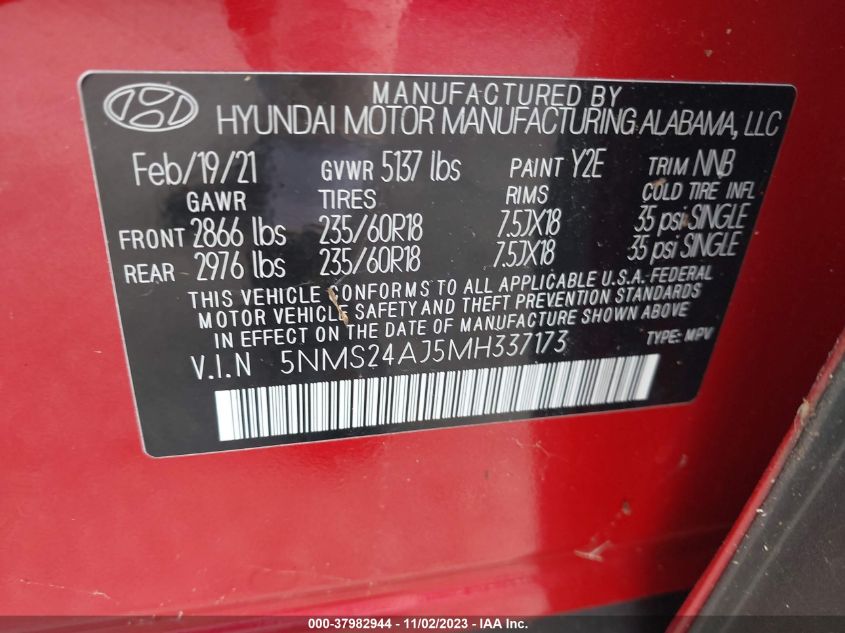 MANUFACTURED BY
HYUNDAI MOTOR MANUFACTURING ALABAMA, LLC
Feb/19/21 GVWR 5137 lbs PAINT Y2E TRIM NNB
GAWR TIRES RIMS COLD TIRE INFL
FRONT 2866 lbs 235/60R18 7.5JX18 35 psi SINGLE
REAR 2976 lbs 235/60R18 7.5JX18 35 psi SINGLE
THIS VEHICLE CONFORMS TO ALL APPLICABLE U.S.A. FEDERAL
MOTOR VEHICLE SAFETY AND THEFT PREVENTION STANDARDS
IN EFFECT ON THE DATE OF MANUFACTURE SHOWN ABOVE
V.I.N 5NMS24AJ5MH337173 TYPE: MPV
000-37982944 - 11/02/2023 - IAA Inc.